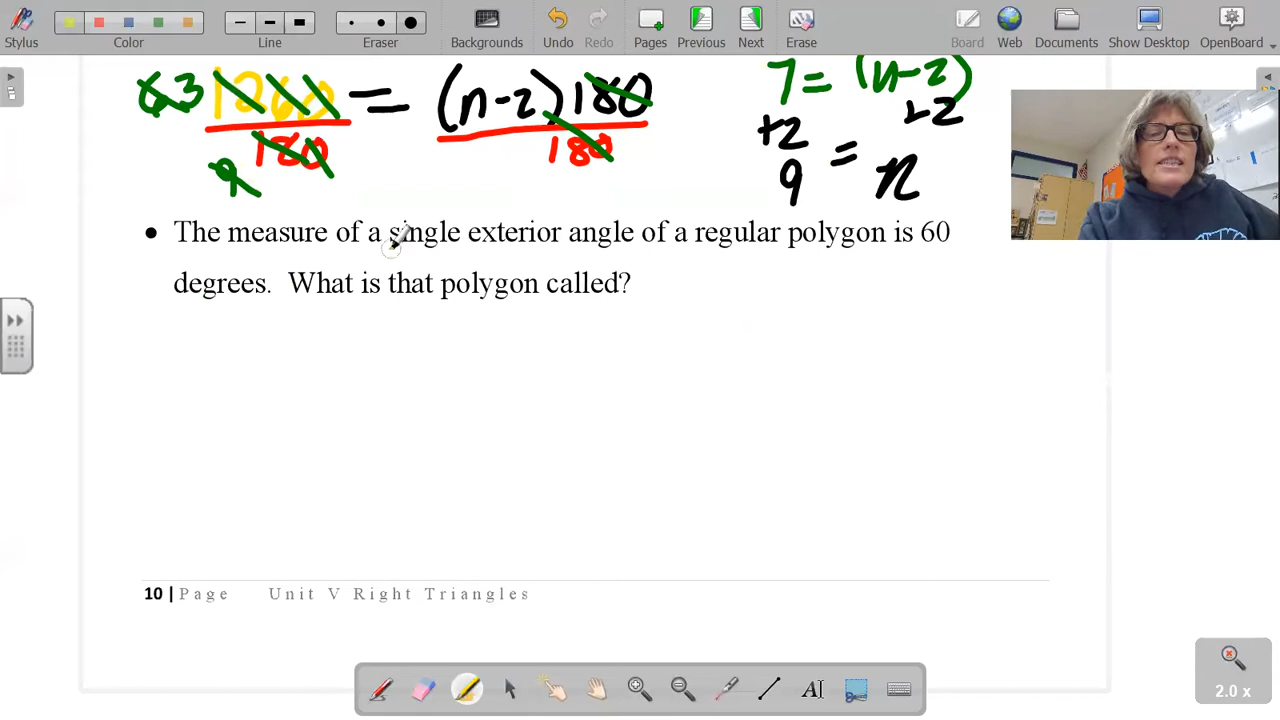 Stylus Color Line Eraser Backgrounds Undo Redo Pages Previous Next Erase Board Web Documents Show Desktop OpenBoard
63 1260 = (n-2)180 7 = (n-2)
180 180 +2 +2
9 9 = n
• The measure of a single exterior angle of a regular polygon is 60
degrees. What is that polygon called?
10 | Page Unit V Right Triangles
2.0 x